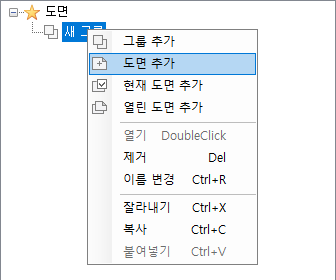 도면
새 그룹
그룹 추가
도면 추가
현재 도면 추가
열린 도면 추가
열기 DoubleClick
제거 Del
이름 변경 Ctrl+R
잘라내기 Ctrl+X
복사 Ctrl+C
붙여넣기 Ctrl+V